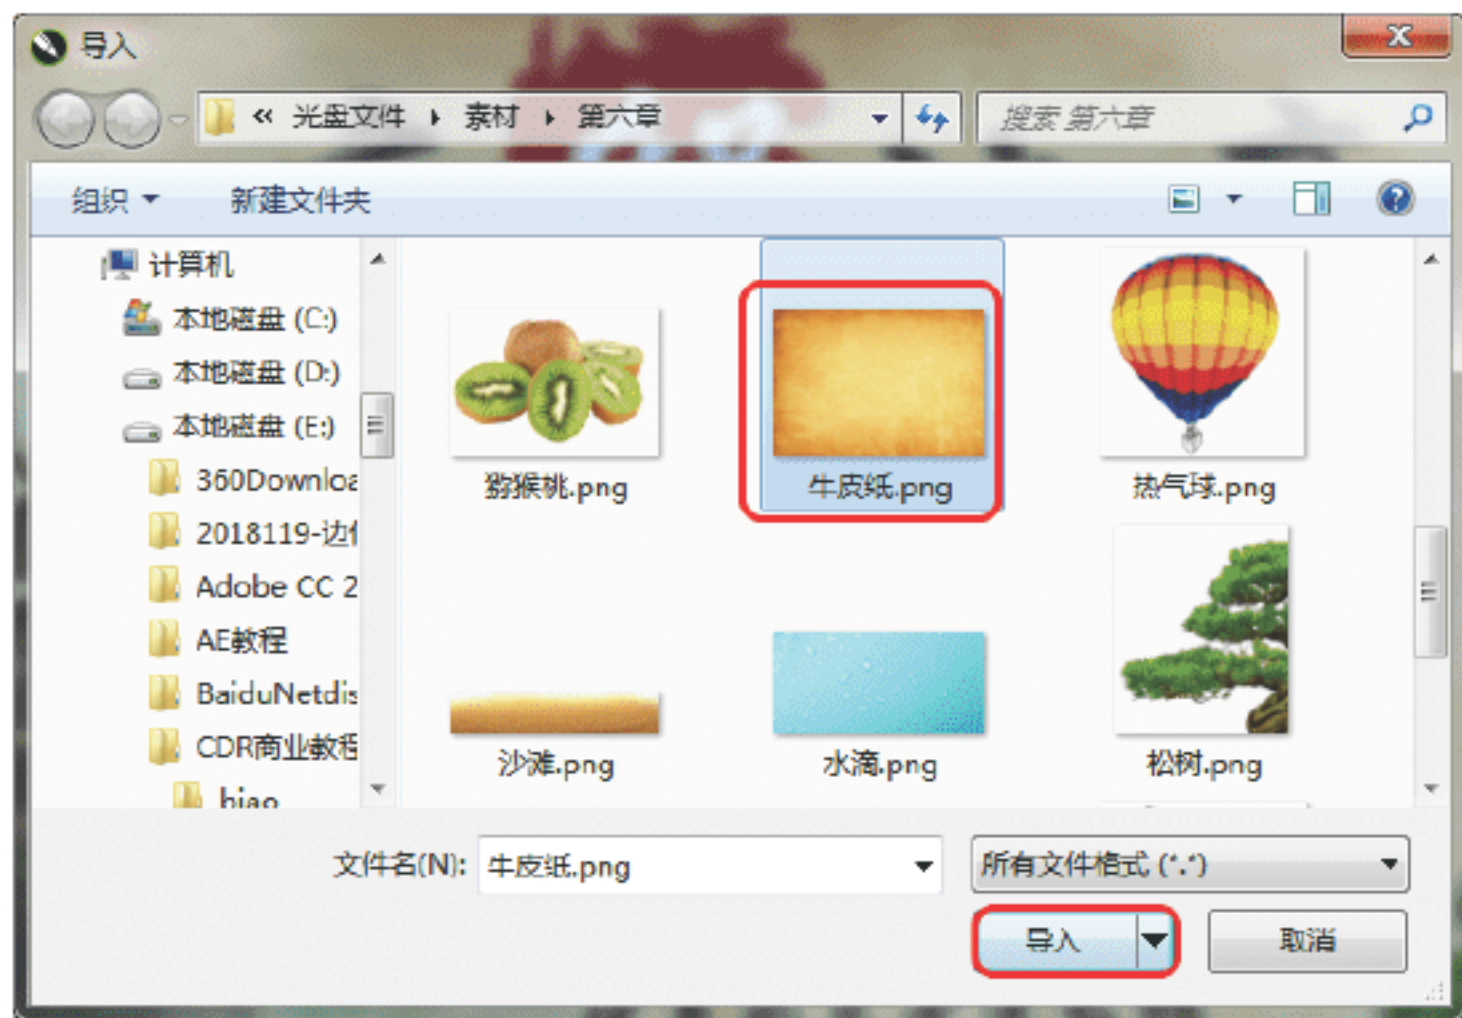 导入
« 光盘文件 ▸ 素材 ▸ 第六章
搜索 第六章
组织 新建文件夹
计算机
本地磁盘 (C:)
本地磁盘 (D:)
本地磁盘 (E:)
360Downloa
2018119-边
Adobe CC 2
AE教程
BaiduNetdis
CDR商业教程
biao
猕猴桃.png
牛皮纸.png
热气球.png
沙滩.png
水滴.png
松树.png
文件名(N): 牛皮纸.png
所有文件格式 (*.*)
导入
取消